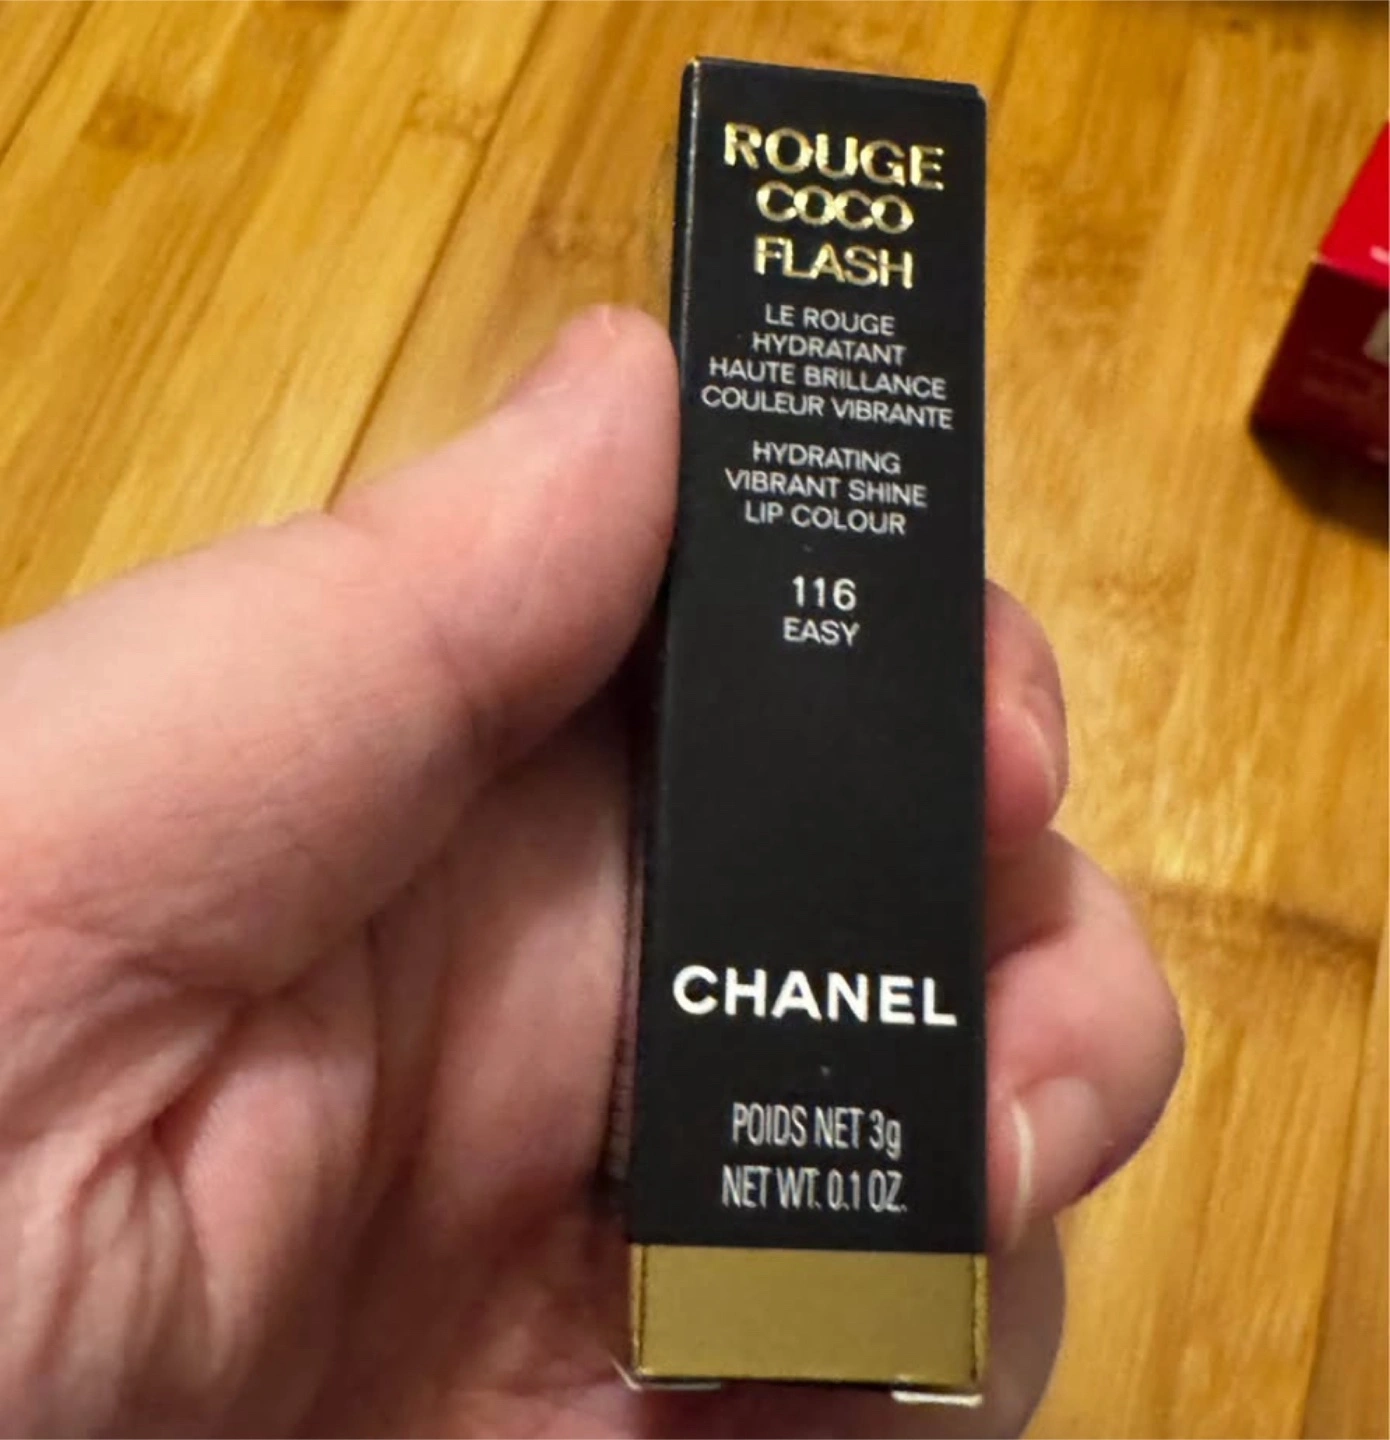 ROUGE
COCO
FLASH
LE ROUGE
HYDRATANT
HAUTE BRILLANCE
COULEUR VIBRANTE
HYDRATING
VIBRANT SHINE
LIP COLOUR
116
EASY
CHANEL
POIDS NET 3g
NET WT. 0.1 OZ.